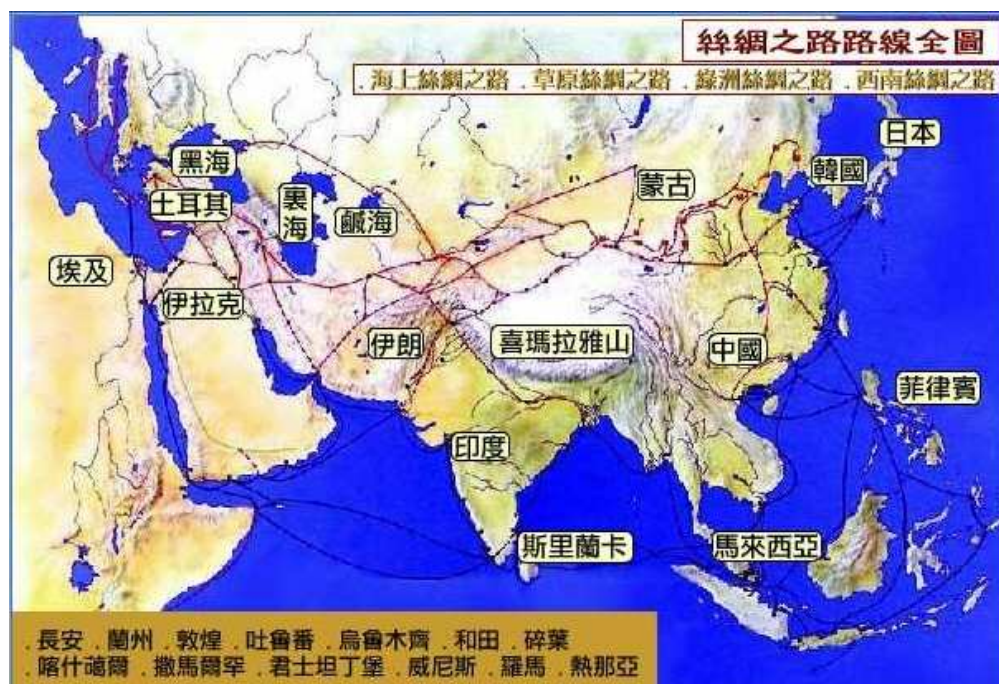 絲綢之路路線全圖
.海上絲綢之路 .草原絲綢之路 .綠洲絲綢之路 .西南絲綢之路
日本
黑海
韓國
蒙古
裏海
鹹海
土耳其
埃及
伊拉克
伊朗
喜瑪拉雅山
中國
菲律賓
印度
斯里蘭卡
馬來西亞
.長安 .蘭州 .敦煌 .吐魯番 .烏魯木齊 .和田 .碎葉
.喀什噶爾 .撒馬爾罕 .君士坦丁堡 .威尼斯 .羅馬 .熱那亞